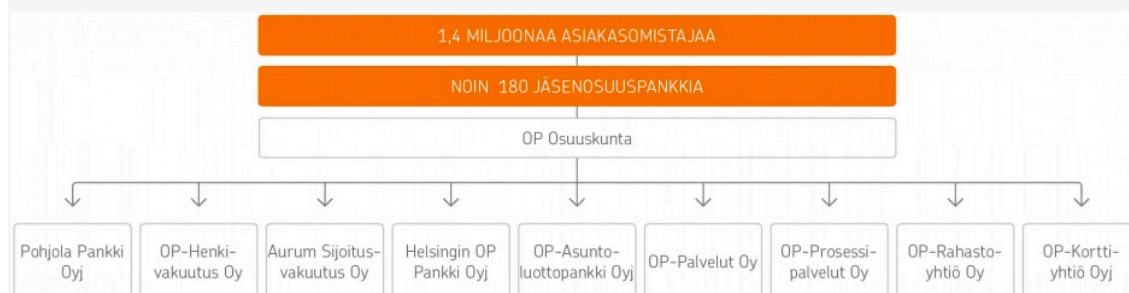 1,4 MILJOONAA ASIAKASOMISTAJAA
NOIN 180 JÄSENOSUUSPANKKIA
OP Osuuskunta
Pohjola Pankki
Oyj
OP-Henki-
vakuutus Oy
Aurum Sijoitus-
vakuutus Oy
Helsingin OP
Pankki Oyj
OP-Asunto-
luottopankki Oyj
OP-Palvelut Oy
OP-Prosessi-
palvelut Oy
OP-Rahasto-
yhtiö Oy
OP-Kortti-
yhtiö Oyj